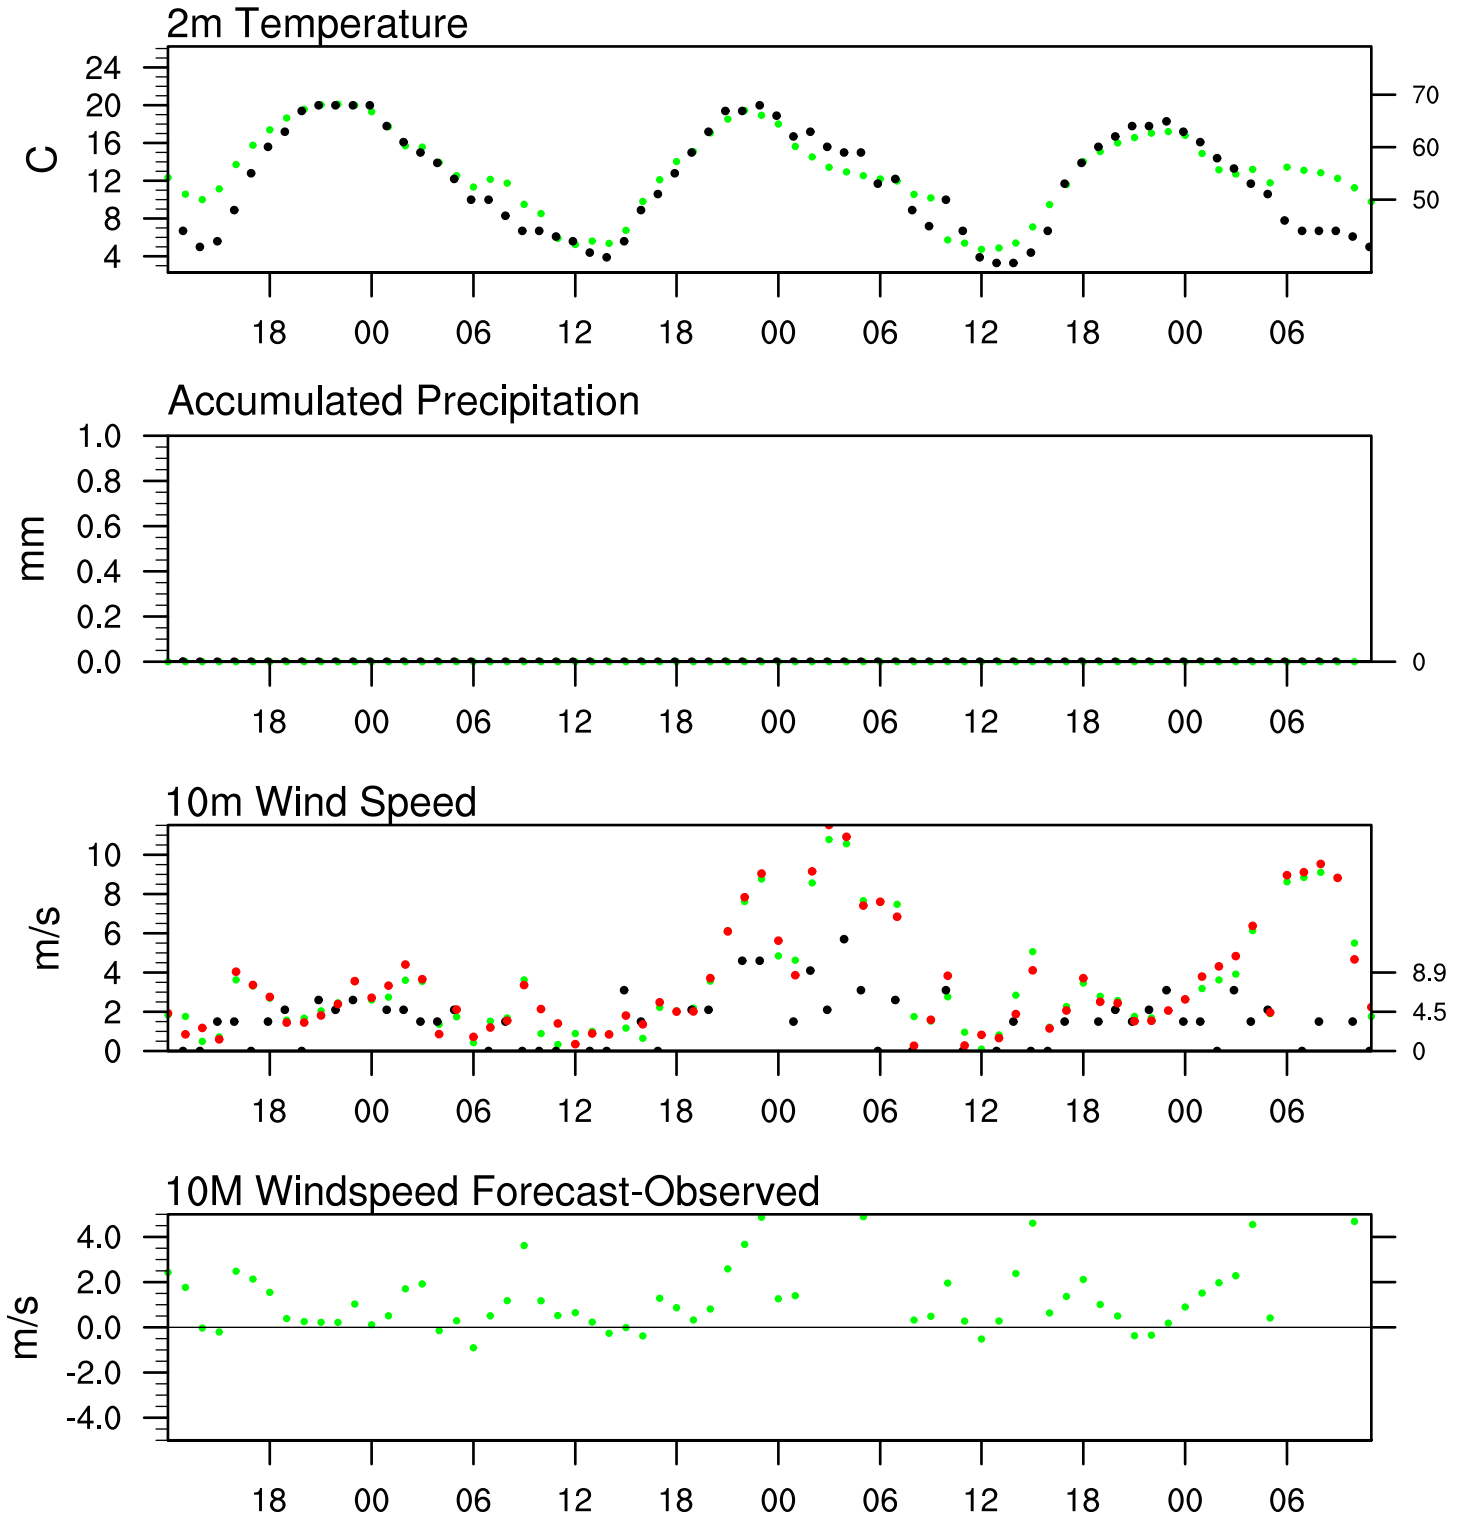 2m Temperature
24
20
16
12
8
4
C
70
60
50
18 00 06 12 18 00 06 12 18 00 06
Accumulated Precipitation
1.0
0.8
0.6
0.4
0.2
0.0
mm
0
18 00 06 12 18 00 06 12 18 00 06
10m Wind Speed
10
8
6
4
2
0
m/s
8.9
4.5
0
18 00 06 12 18 00 06 12 18 00 06
10M Windspeed Forecast-Observed
4.0
2.0
0.0
-2.0
-4.0
m/s
18 00 06 12 18 00 06 12 18 00 06